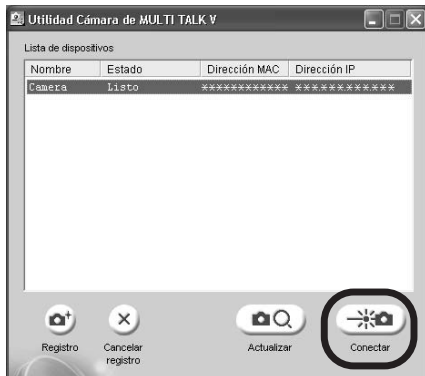 Utilidad Cámara de MULTI TALK V
Lista de dispositivos
Nombre Estado Dirección MAC Dirección IP
Camera Listo ************ ***.***.***.***
Registro Cancelar registro Actualizar Conectar